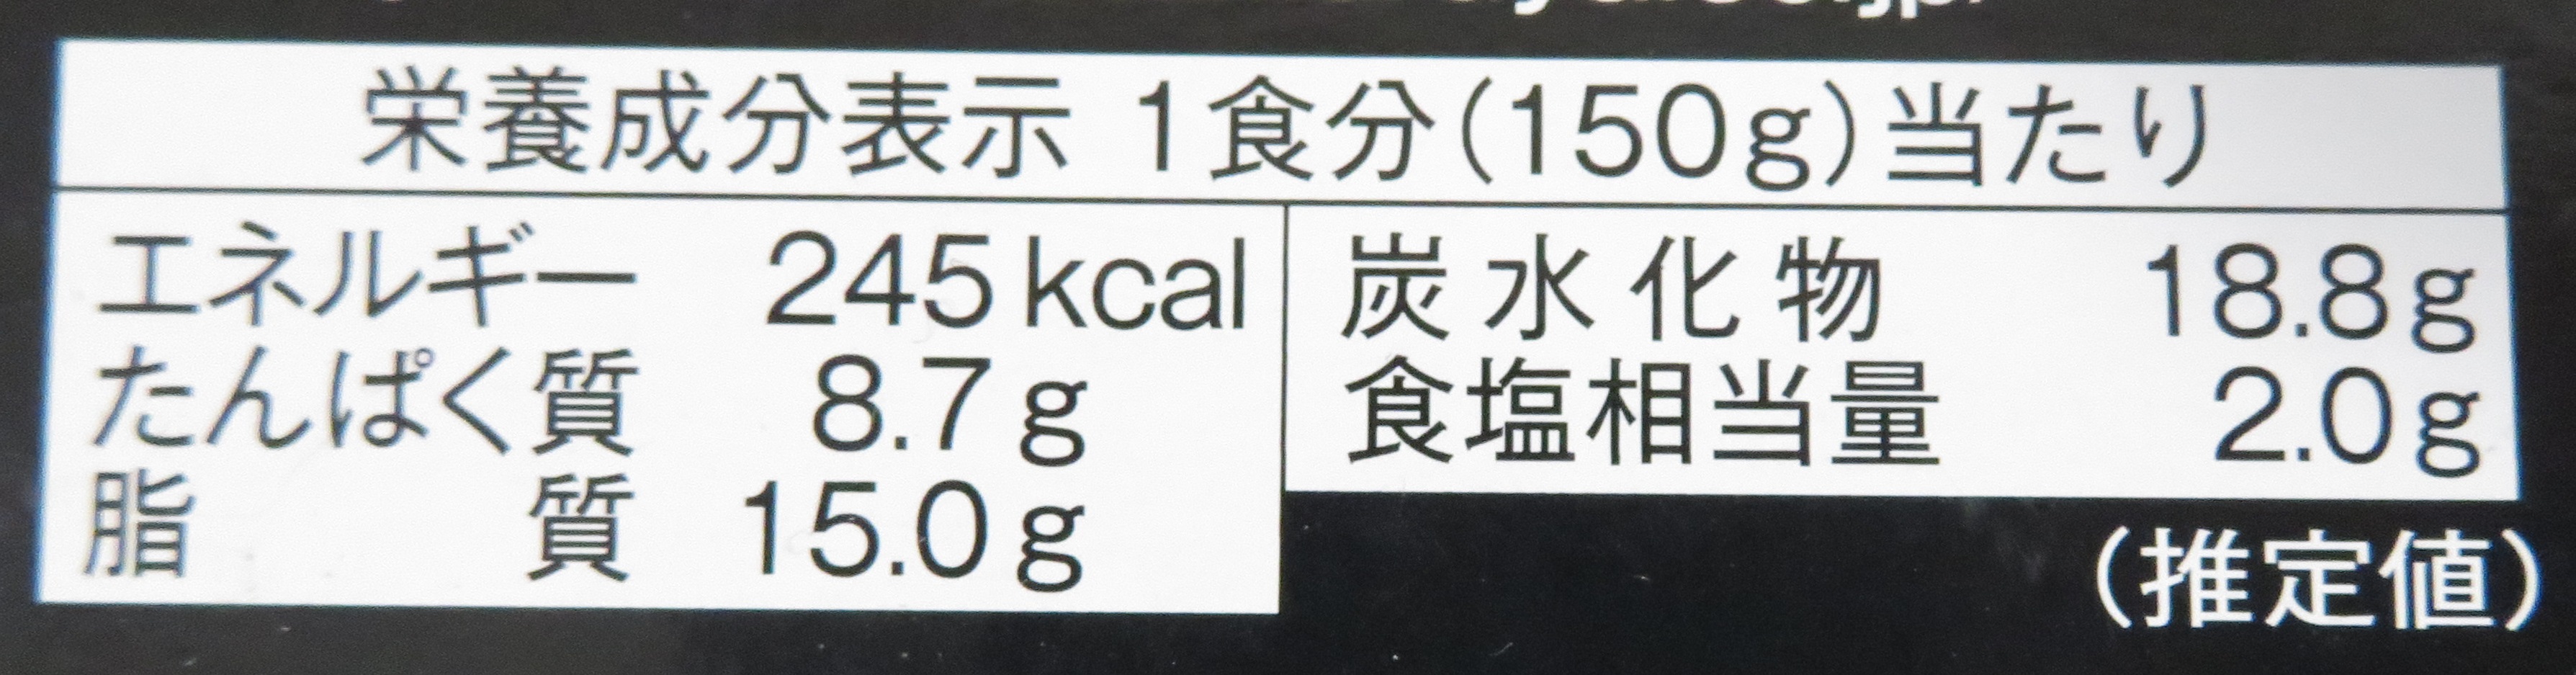 栄養成分表示 1食分(150g)当たり
エネルギー 245kcal
たんぱく質 8.7g
脂質 15.0g
炭水化物 18.8g
食塩相当量 2.0g
(推定値)